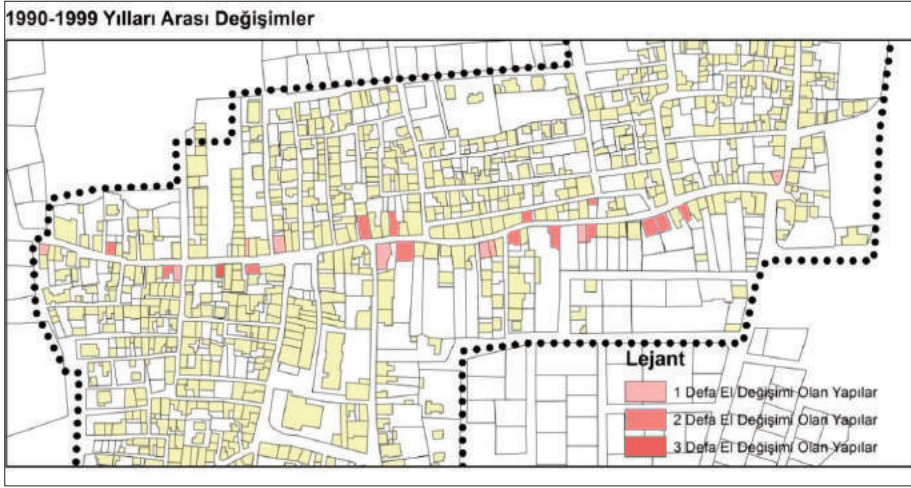 1990-1999 Yılları Arası Değişimler
Lejant
1 Defa El Değişimi Olan Yapılar
2 Defa El Değişimi Olan Yapılar
3 Defa El Değişimi Olan Yapılar